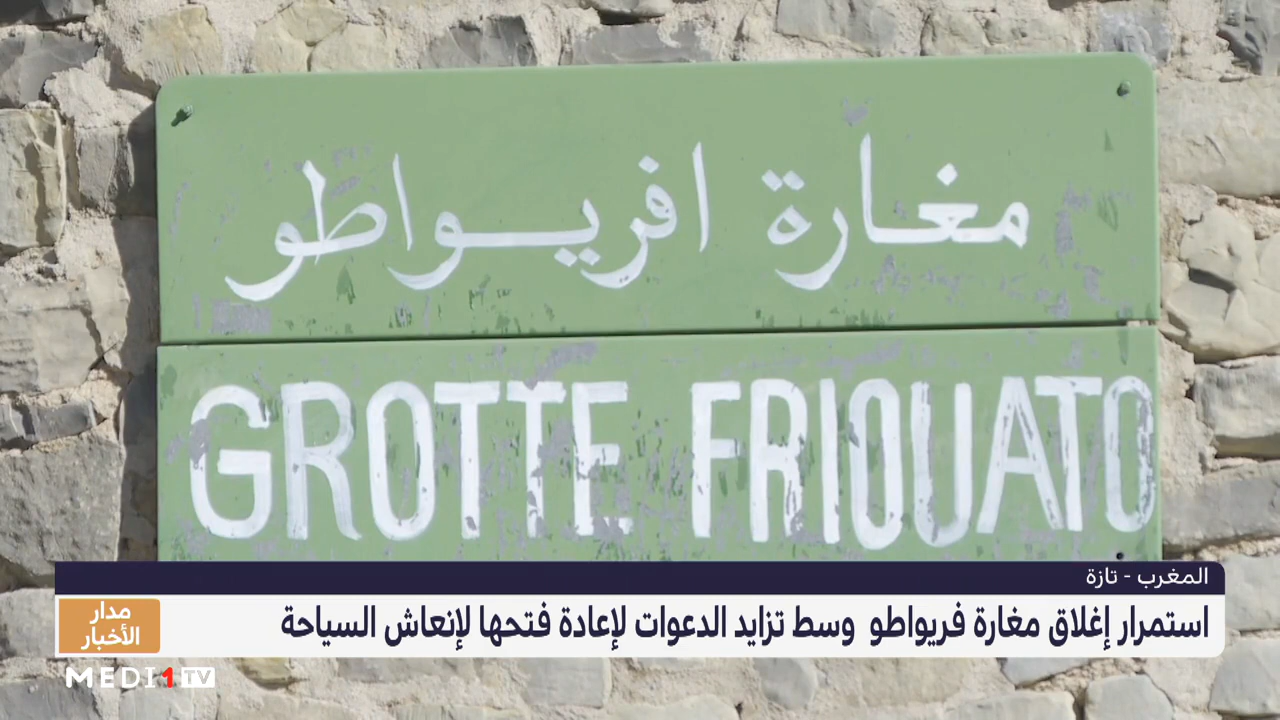 مغارة افريواطو
GROTTE FRIOUATO
المغرب - تازة
استمرار إغلاق مغارة فريواطو وسط تزايد الدعوات لإعادة فتحها لإنعاش السياحة
مدار
الأخبار
MEDI1TV